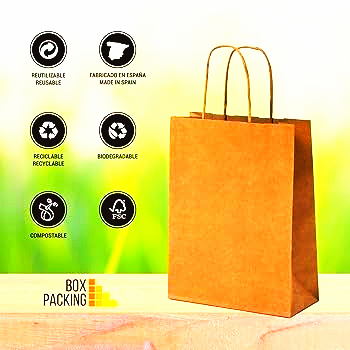 REUTILIZABLE
REUSABLE
FABRICADO EN ESPAÑA
MADE IN SPAIN
RECICLABLE
RECYCLABLE
BIODEGRADABLE
COMPOSTABLE
FSC
BOX
PACKING